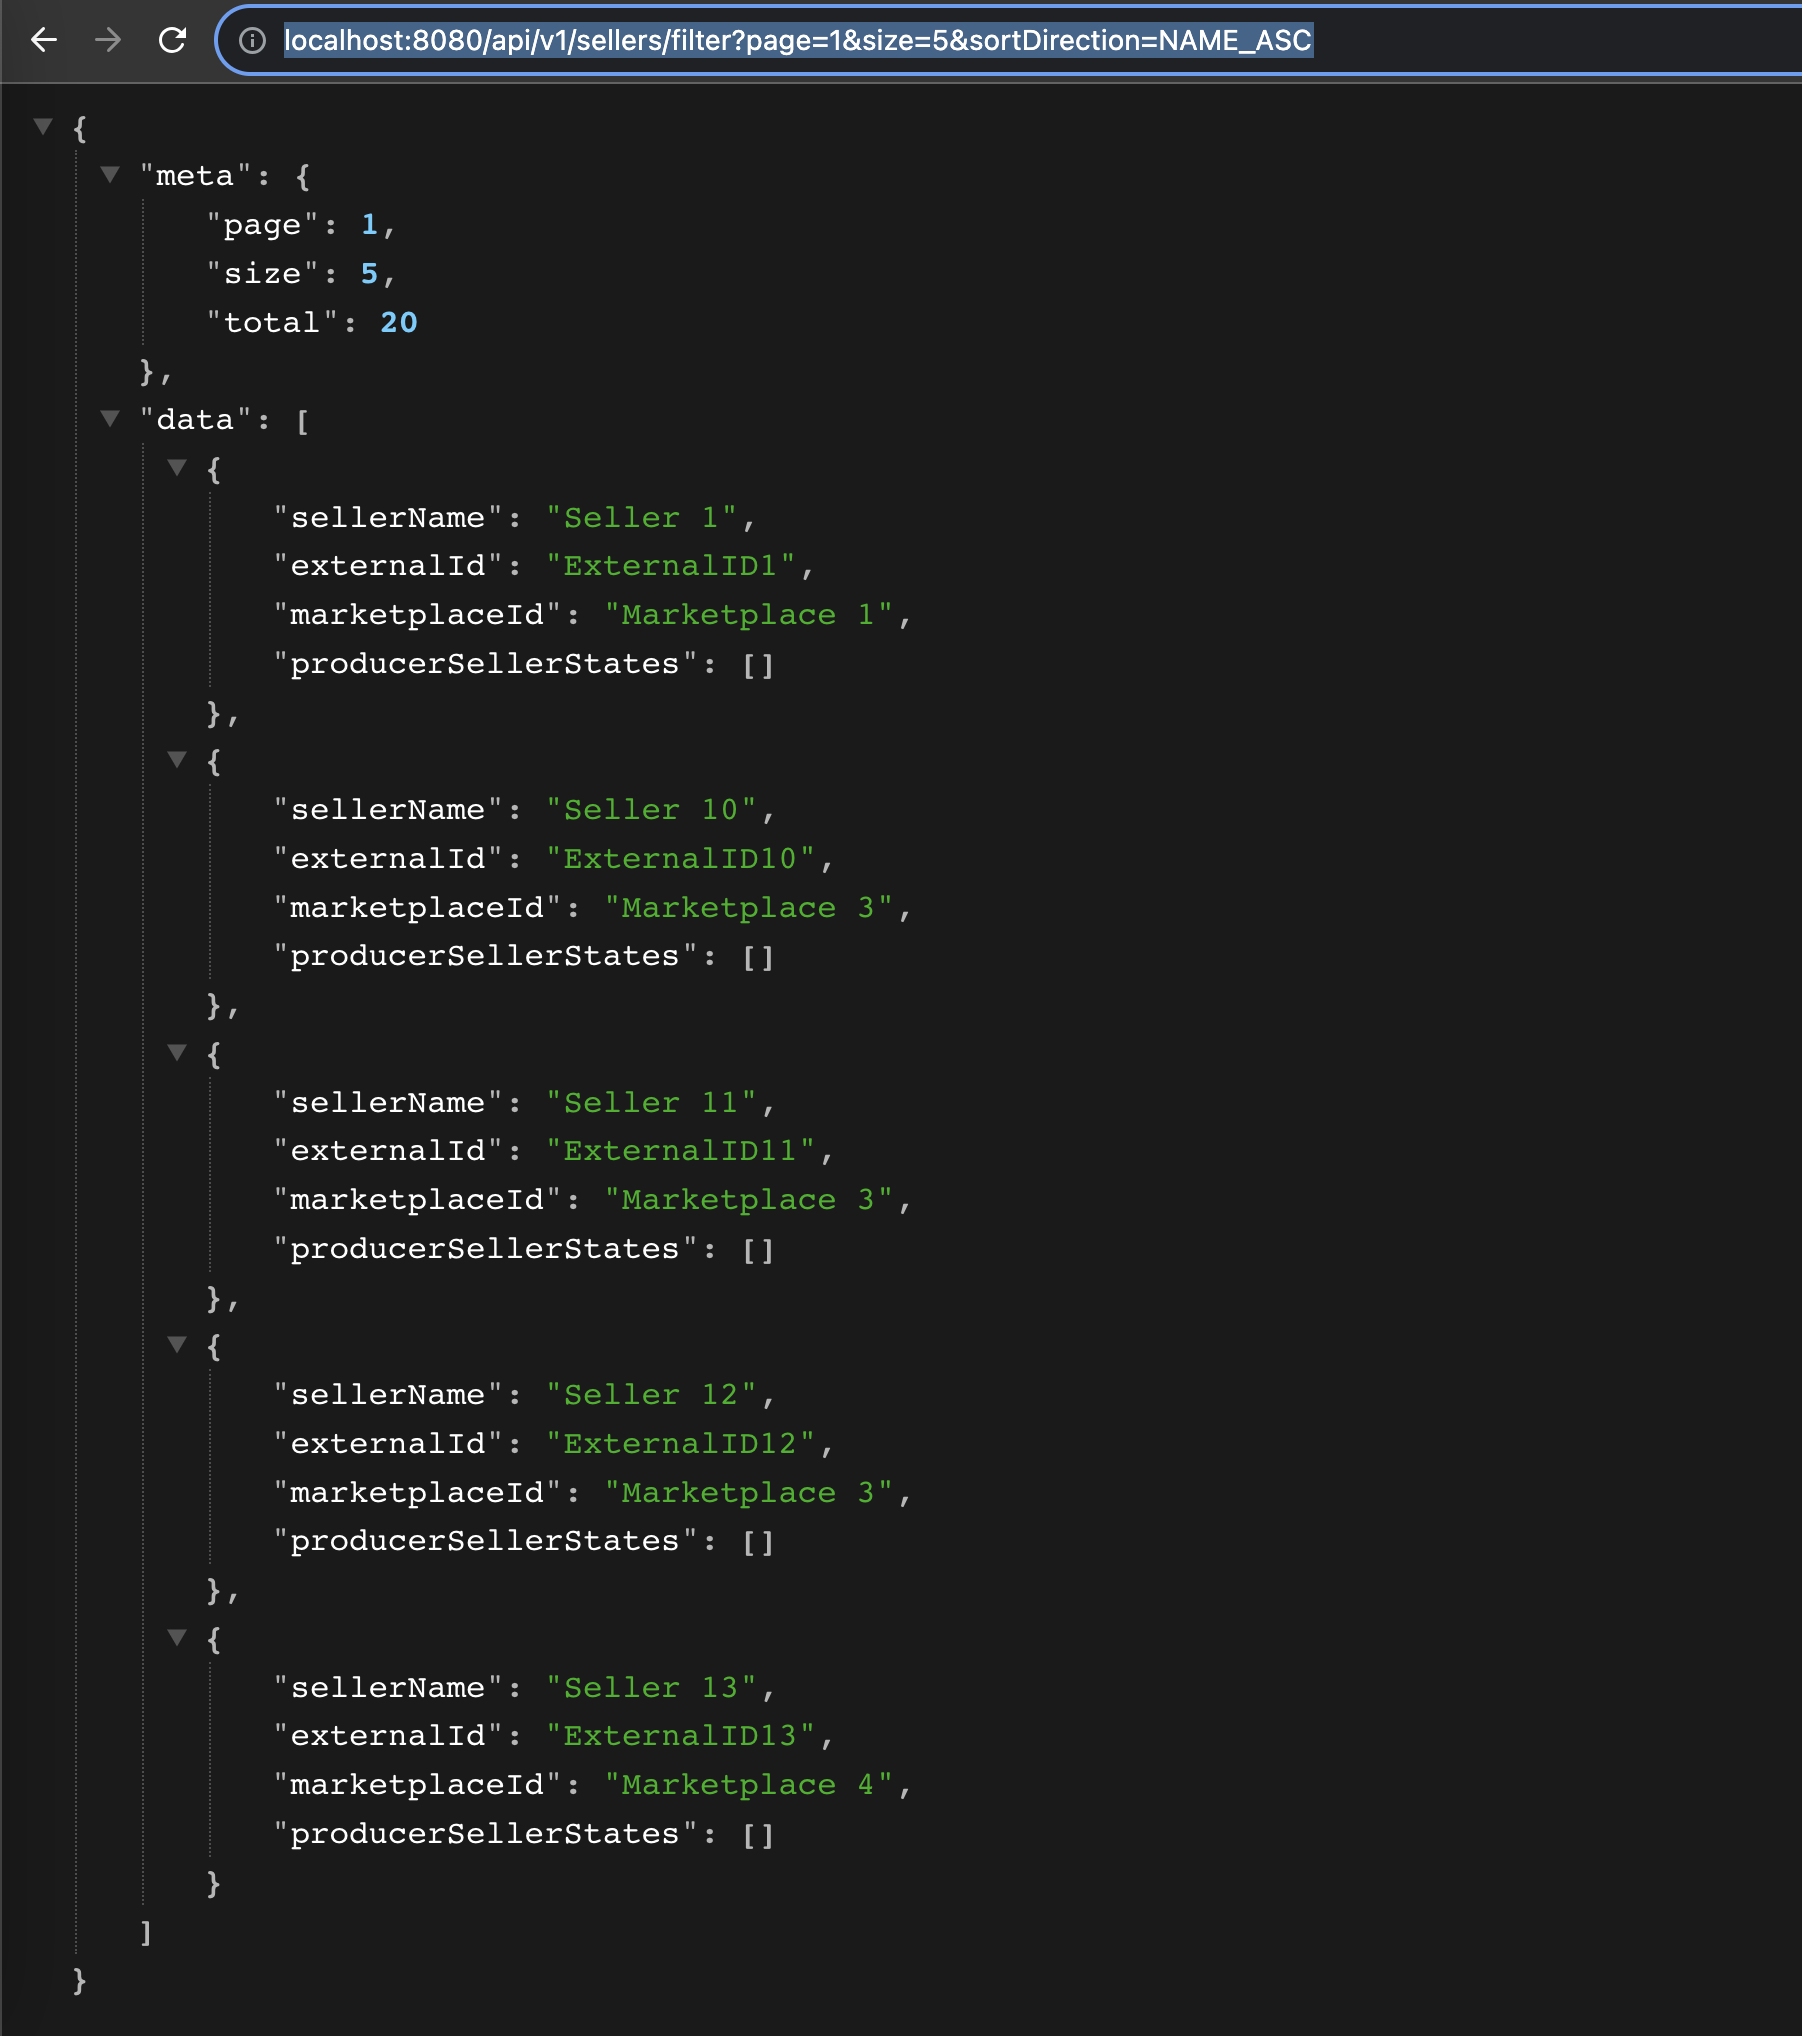 localhost:8080/api/v1/sellers/filter?page=1&size=5&sortDirection=NAME_ASC
{
"meta": {
"page": 1,
"size": 5,
"total": 20
},
"data": [
{
"sellerName": "Seller 1",
"externalId": "ExternalID1",
"marketplaceId": "Marketplace 1",
"producerSellerStates": []
},
{
"sellerName": "Seller 10",
"externalId": "ExternalID10",
"marketplaceId": "Marketplace 3",
"producerSellerStates": []
},
{
"sellerName": "Seller 11",
"externalId": "ExternalID11",
"marketplaceId": "Marketplace 3",
"producerSellerStates": []
},
{
"sellerName": "Seller 12",
"externalId": "ExternalID12",
"marketplaceId": "Marketplace 3",
"producerSellerStates": []
},
{
"sellerName": "Seller 13",
"externalId": "ExternalID13",
"marketplaceId": "Marketplace 4",
"producerSellerStates": []
}
]
}